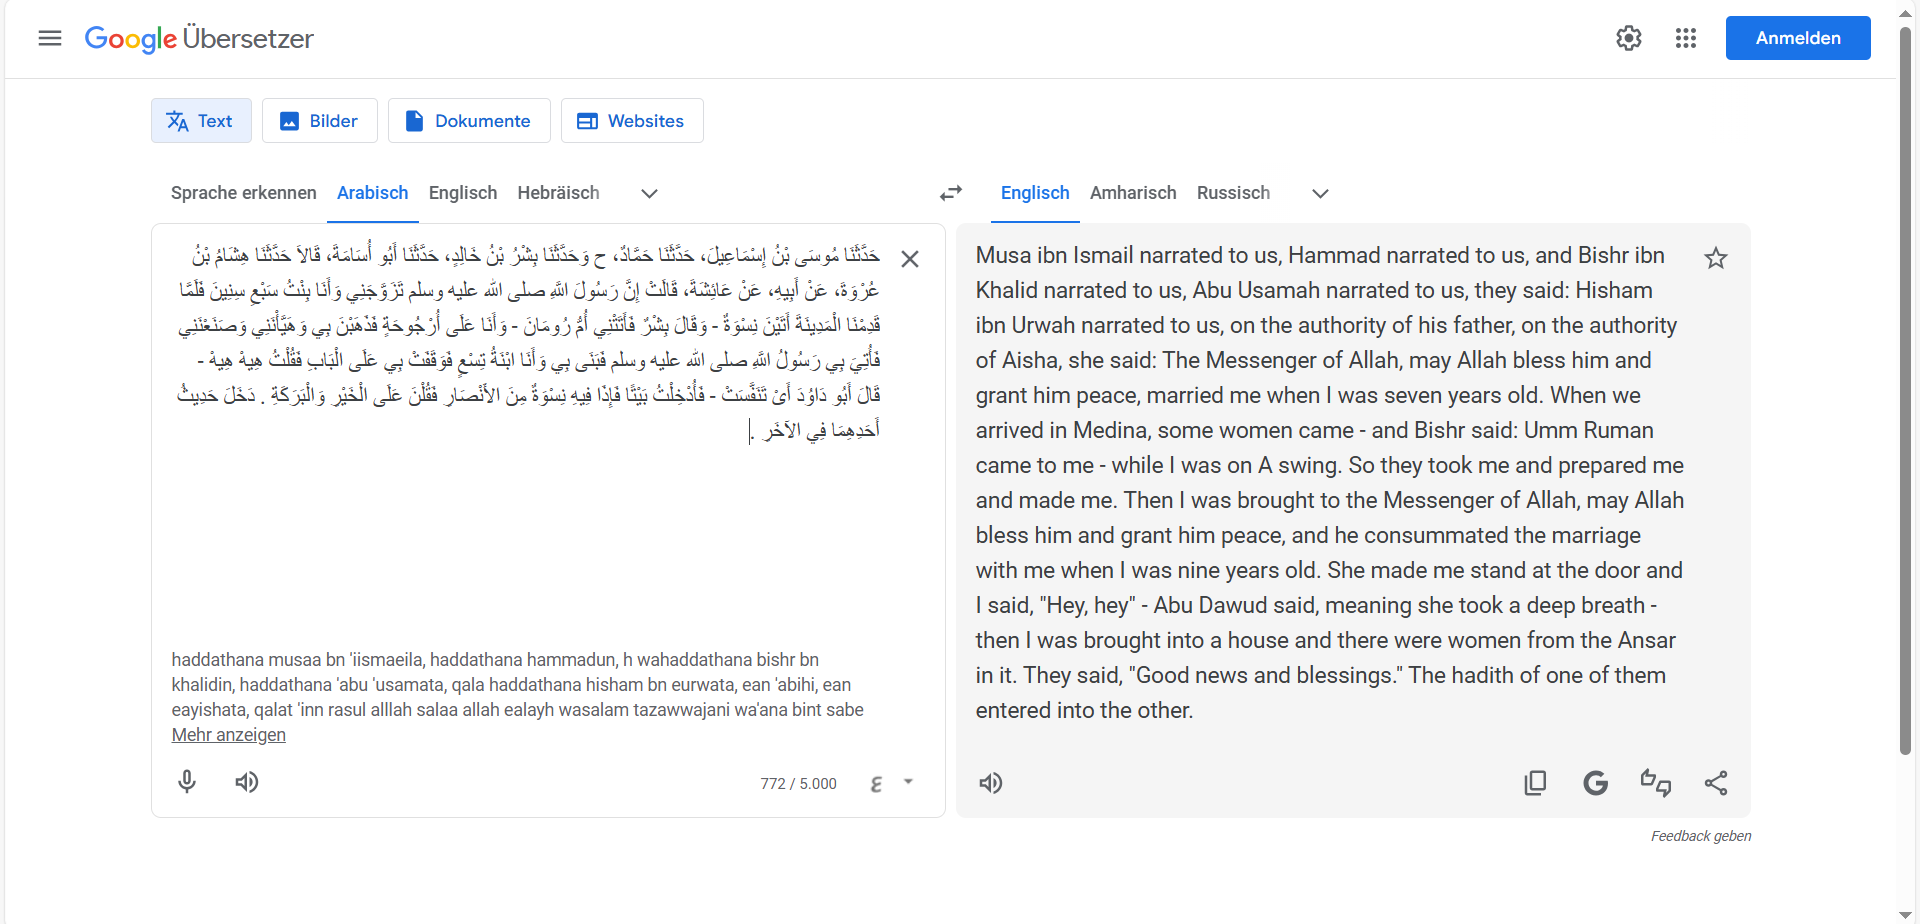 Google Übersetzer
Anmelden
Text
Bilder
Dokumente
Websites
Sprache erkennen
Arabisch
Englisch
Hebräisch
Englisch
Amharisch
Russisch
حَدَّثَنَا مُوسَى بْنُ إِسْمَاعِيلَ، حَدَّثَنَا حَمَّادٌ، ح وَحَدَّثَنَا بِشْرُ بْنُ خَالِدٍ، حَدَّثَنَا أَبُو أُسَامَةَ، قَالاَ حَدَّثَنَا هِشَامُ بْنُ
عُرْوَةَ، عَنْ أَبِيهِ، عَنْ عَائِشَةَ، قَالَتْ إِنَّ رَسُولَ اللَّهِ صلى الله عليه وسلم تَزَوَّجَنِي وَأَنَا بِنْتُ سَبْعِ سِنِينَ فَلَمَّا
قَدِمْنَا الْمَدِينَةَ أَتَيْنَ نِسْوَةٌ - وَقَالَ بِشْرٌ فَأَتَتْنِي أُمُّ رُومَانَ - وَأَنَا عَلَى أُرْجُوحَةٍ فَذَهَبْنَ بِي وَهَيَّأْنَنِي وَصَنَعْنَنِي
فَأُتِيَ بِي رَسُولُ اللَّهِ صلى الله عليه وسلم فَبَنَى بِي وَأَنَا ابْنَةُ تِسْعٍ فَوَقَفَتْ بِي عَلَى الْبَابِ فَقُلْتُ هِيهْ هِيهْ -
قَالَ أَبُو دَاوُدَ أَىْ تَنَفَّسَتْ - فَأُدْخِلْتُ بَيْتًا فَإِذَا فِيهِ نِسْوَةٌ مِنَ الأَنْصَارِ فَقُلْنَ عَلَى الْخَيْرِ وَالْبَرَكَةِ . دَخَلَ حَدِيثُ
أَحَدِهِمَا فِي الآخَرِ .
haddathana musaa bn 'iismaeila, haddathana hammadun, h wahaddathana bishr bn
khalidin, haddathana 'abu 'usamata, qala haddathana hisham bn eurwata, ean 'abihi, ean
eayishata, qalat 'inn rasul alllah salaa allah ealayh wasalam tazawwajani wa'ana bint sabe
Mehr anzeigen
772 / 5.000
ع
Musa ibn Ismail narrated to us, Hammad narrated to us, and Bishr ibn
Khalid narrated to us, Abu Usamah narrated to us, they said: Hisham
ibn Urwah narrated to us, on the authority of his father, on the authority
of Aisha, she said: The Messenger of Allah, may Allah bless him and
grant him peace, married me when I was seven years old. When we
arrived in Medina, some women came - and Bishr said: Umm Ruman
came to me - while I was on A swing. So they took me and prepared me
and made me. Then I was brought to the Messenger of Allah, may Allah
bless him and grant him peace, and he consummated the marriage
with me when I was nine years old. She made me stand at the door and
I said, "Hey, hey" - Abu Dawud said, meaning she took a deep breath -
then I was brought into a house and there were women from the Ansar
in it. They said, "Good news and blessings." The hadith of one of them
entered into the other.
Feedback geben